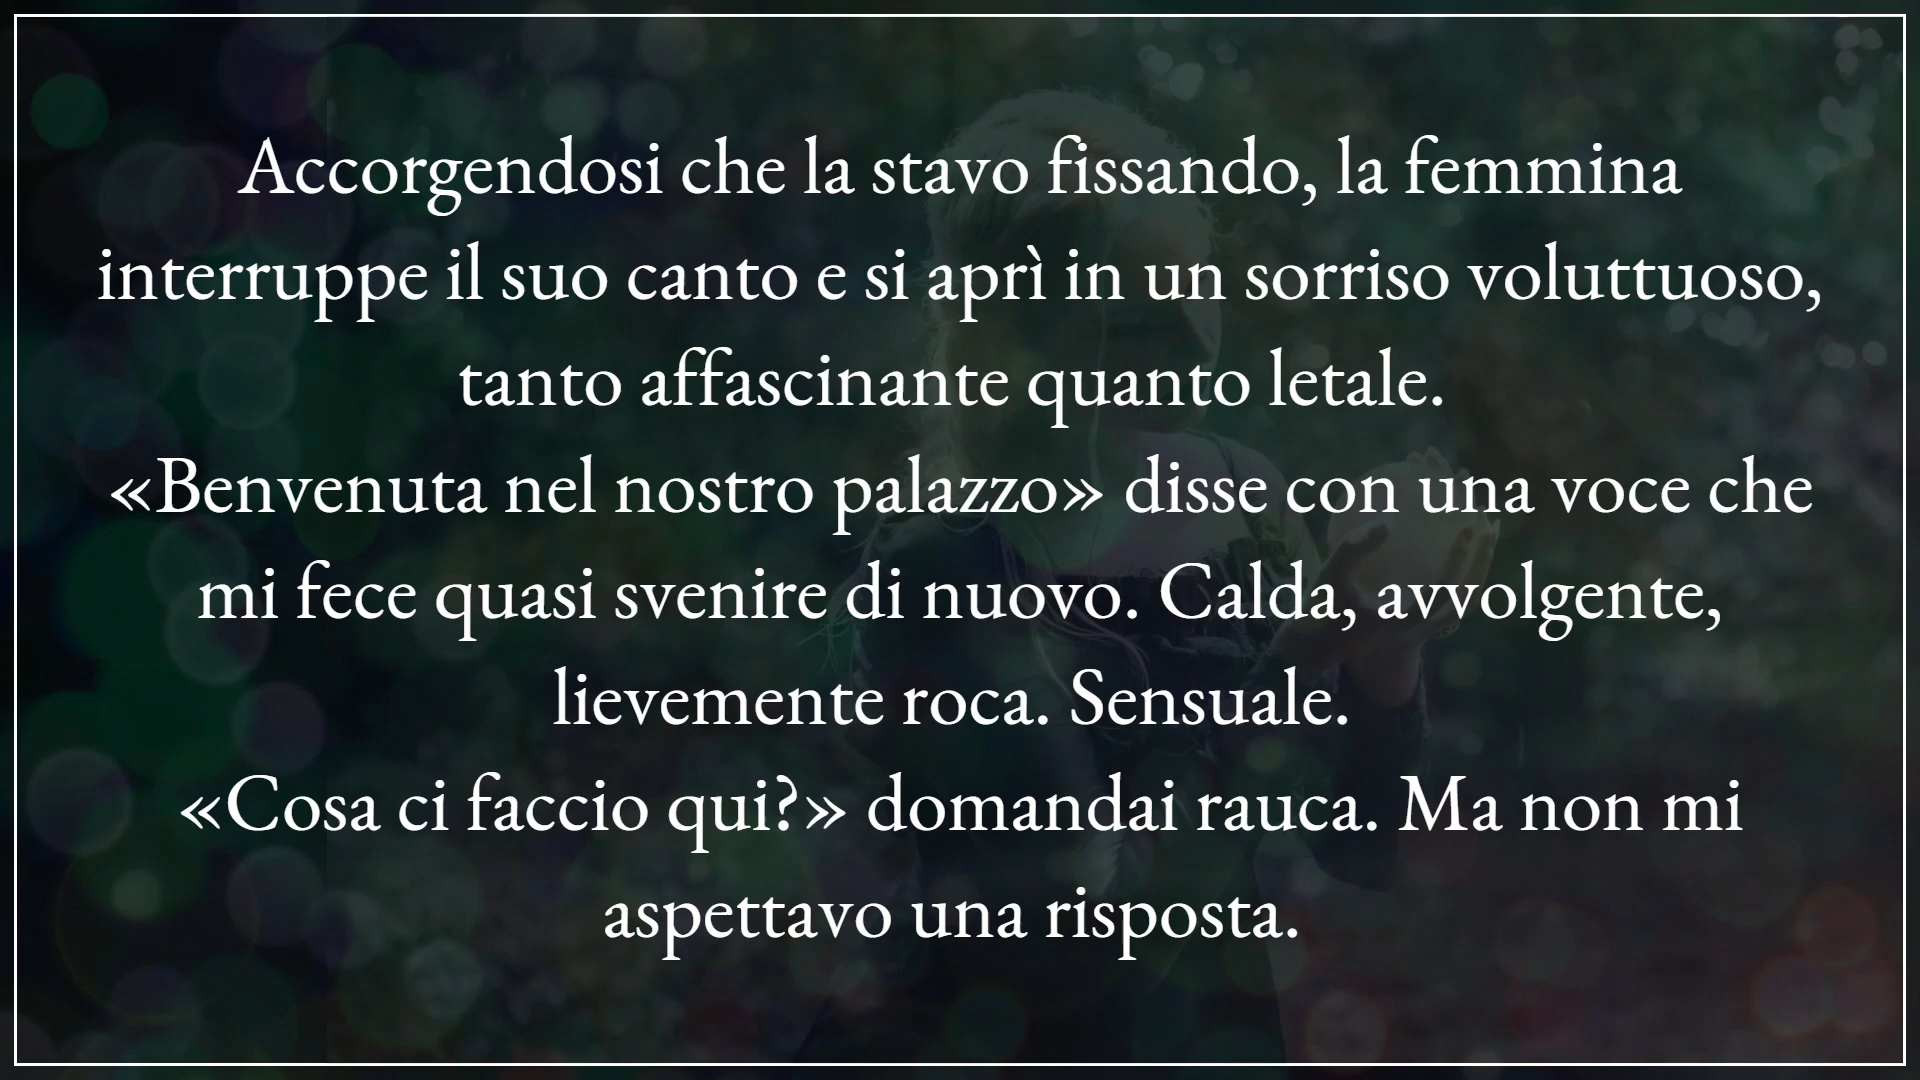 Accorgendosi che la stavo fissando, la femmina
interruppe il suo canto e si aprì in un sorriso voluttuoso,
tanto affascinante quanto letale.
«Benvenuta nel nostro palazzo» disse con una voce che
mi fece quasi svenire di nuovo. Calda, avvolgente,
lievemente roca. Sensuale.
«Cosa ci faccio qui?» domandai rauca. Ma non mi
aspettavo una risposta.